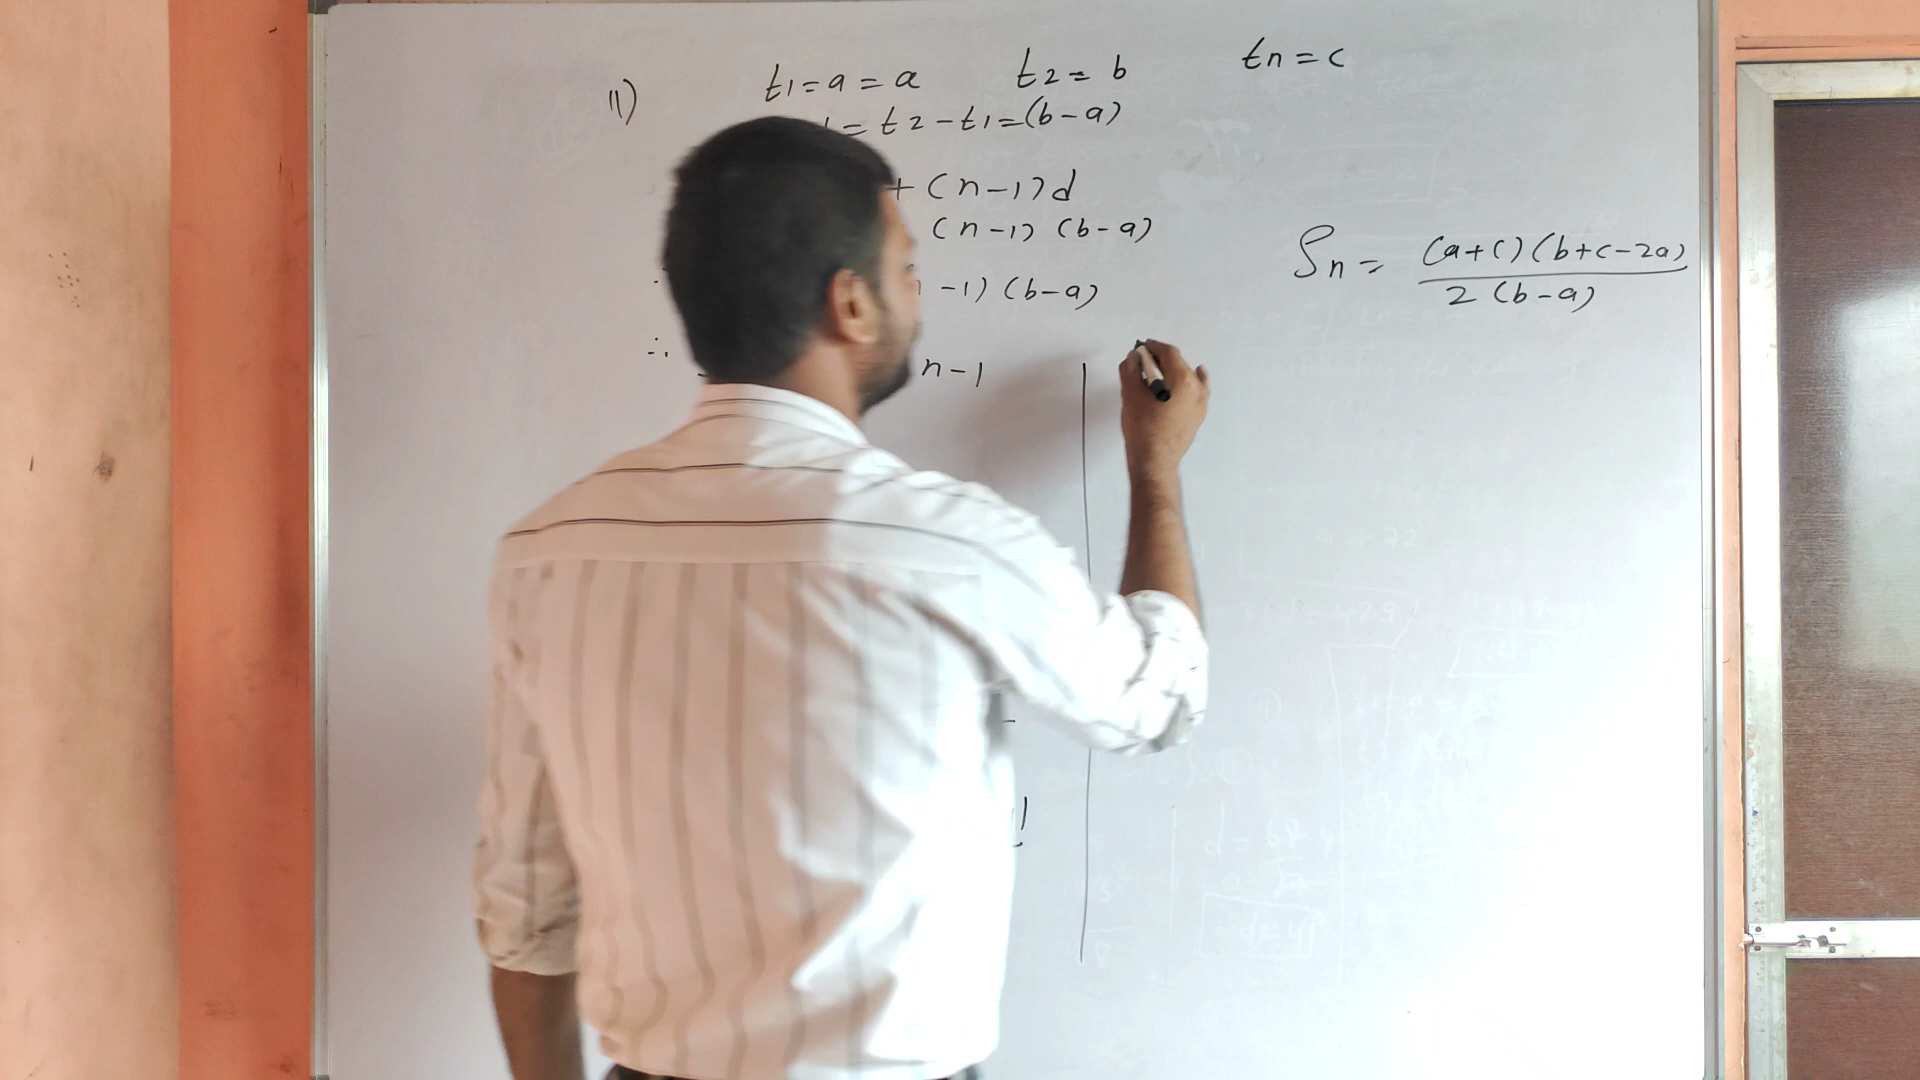 11) t1 = a = a t2 = b tn = c
= t2 - t1 = (b - a)
+ (n - 1) d
(n - 1) (b - a)
Sn = (a + c) (b + c - 2a) / 2 (b - a)
∴ - 1) (b - a)
∴ n - 1